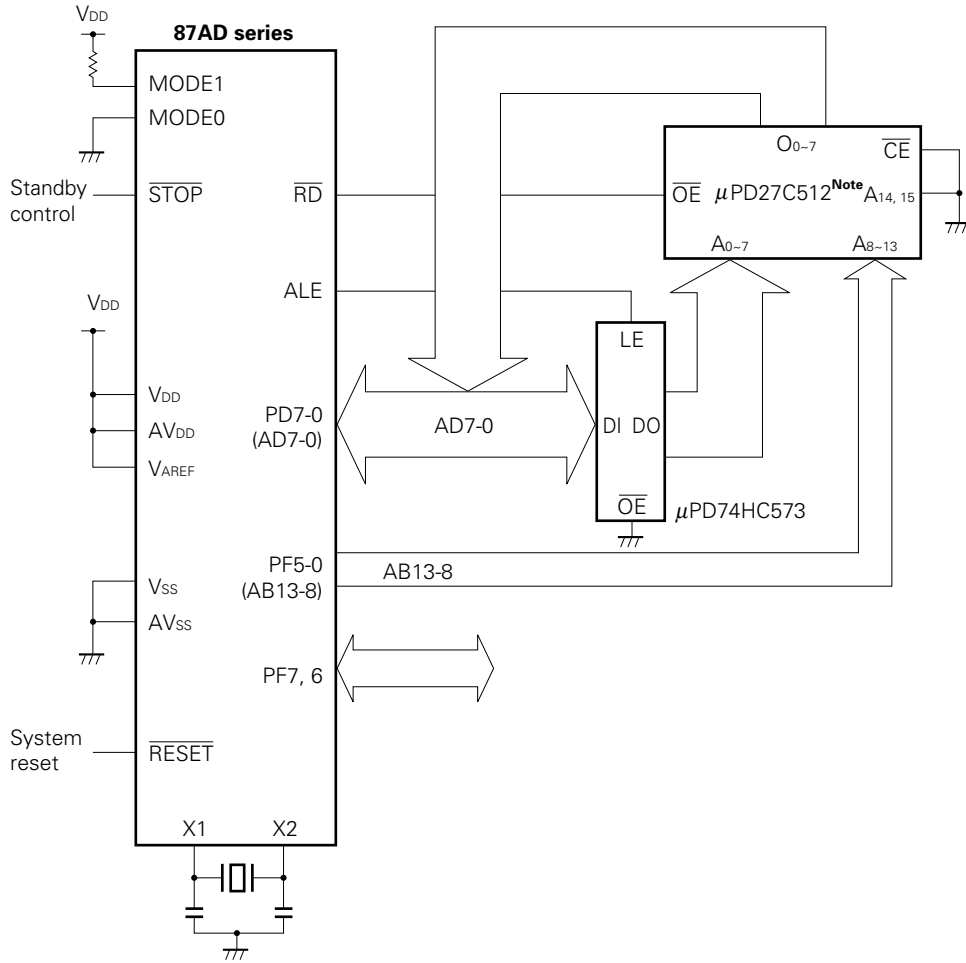 VDD
87AD series
MODE1
MODE0
Standby
control
STOP
RD
ALE
VDD
VDD
AVDD
VAREF
PD7-0
(AD7-0)
AD7-0
O0~7
CE
OE
μPD27C512Note
A14, 15
A0~7
A8~13
LE
DI DO
OE
μPD74HC573
PF5-0
(AB13-8)
AB13-8
VSS
AVSS
PF7, 6
System
reset
RESET
X1
X2